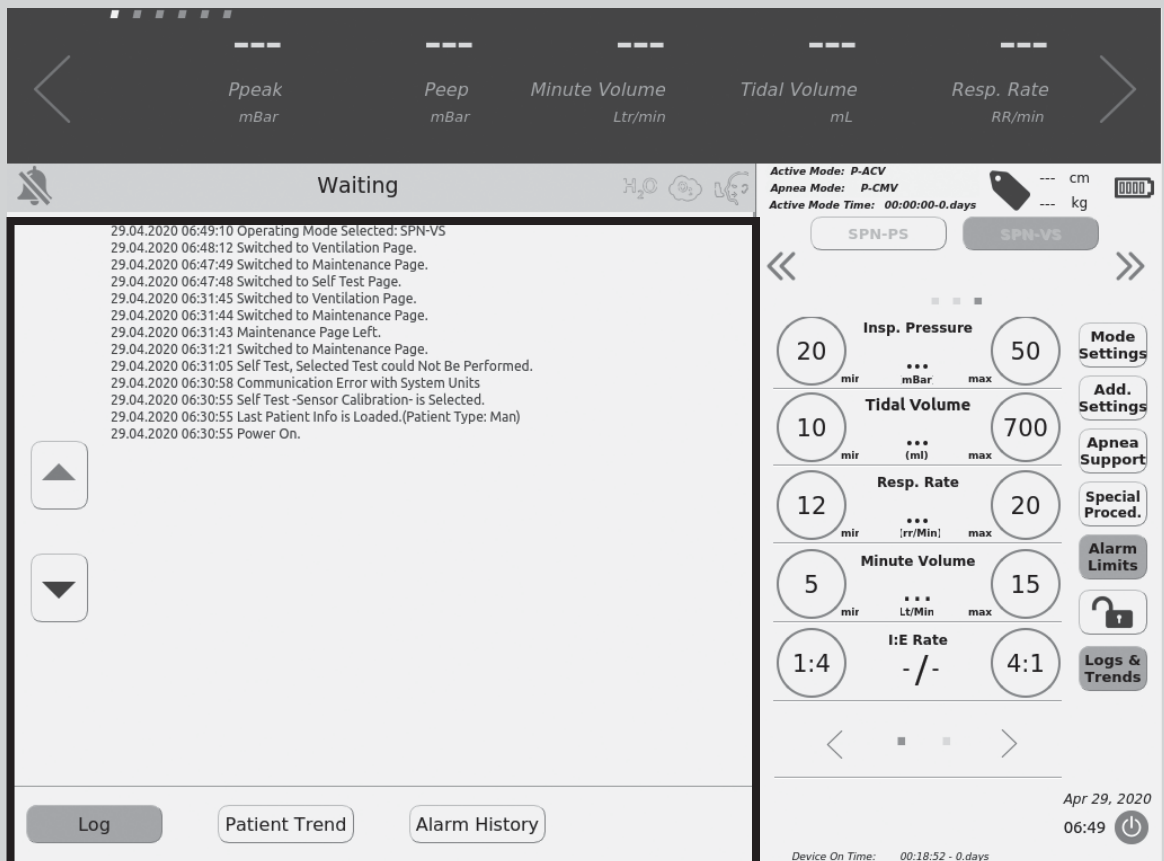 --- --- --- --- ---
Ppeak Peep Minute Volume Tidal Volume Resp. Rate
mBar mBar Ltr/min mL RR/min
Waiting
H₂O
Active Mode: P-ACV
Apnea Mode: P-CMV
Active Mode Time: 00:00:00-0.days
--- cm
--- kg
SPN-PS SPN-VS
29.04.2020 06:49:10 Operating Mode Selected: SPN-VS
29.04.2020 06:48:12 Switched to Ventilation Page.
29.04.2020 06:47:49 Switched to Maintenance Page.
29.04.2020 06:47:48 Switched to Self Test Page.
29.04.2020 06:31:45 Switched to Ventilation Page.
29.04.2020 06:31:44 Switched to Maintenance Page.
29.04.2020 06:31:43 Maintenance Page Left.
29.04.2020 06:31:21 Switched to Maintenance Page.
29.04.2020 06:31:05 Self Test, Selected Test could Not Be Performed.
29.04.2020 06:30:58 Communication Error with System Units
29.04.2020 06:30:55 Self Test -Sensor Calibration- is Selected.
29.04.2020 06:30:55 Last Patient Info is Loaded.(Patient Type: Man)
29.04.2020 06:30:55 Power On.
Log Patient Trend Alarm History
Insp. Pressure
20 ... 50
min mBar max
Tidal Volume
10 ... 700
min (ml) max
Resp. Rate
12 ... 20
min (rr/Min) max
Minute Volume
5 ... 15
min Lt/Min max
I:E Rate
1:4 -/- 4:1
Mode
Settings
Add.
Settings
Apnea
Support
Special
Proced.
Alarm
Limits
Logs &
Trends
Apr 29, 2020
06:49
Device On Time: 00:18:52 - 0.days